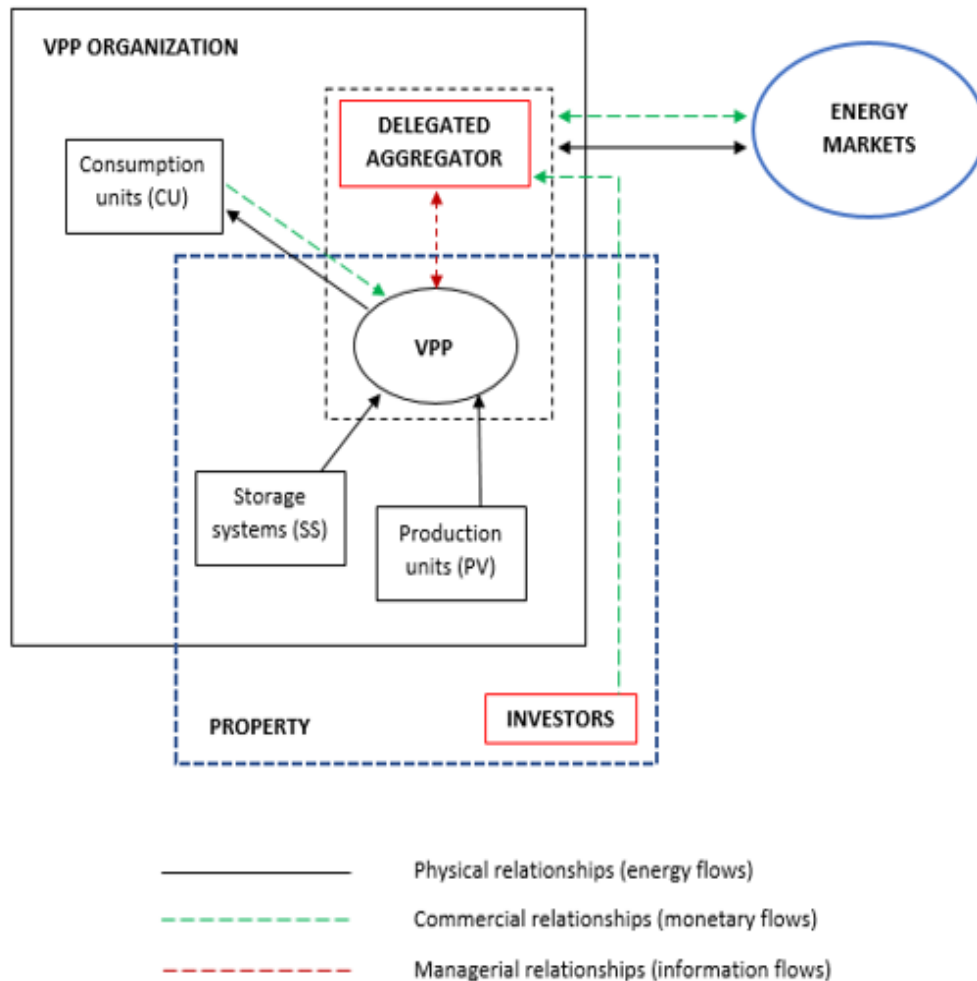 VPP ORGANIZATION
DELEGATED
AGGREGATOR
ENERGY
MARKETS
Consumption
units (CU)
VPP
Storage
systems (SS)
Production
units (PV)
PROPERTY
INVESTORS
Physical relationships (energy flows)
Commercial relationships (monetary flows)
Managerial relationships (information flows)